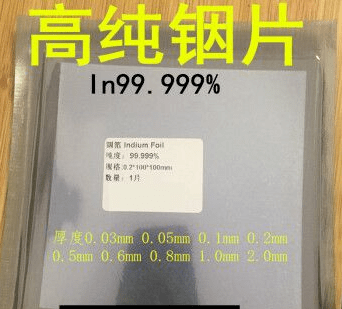 高纯铟片
In99.999%
铟箔 Indium Foil
纯度: 99.999%
规格:0.2*100*100mm
数量: 1片
厚度0.03mm 0.05mm 0.1mm 0.2mm
0.5mm 0.6mm 0.8mm 1.0mm 2.0mm